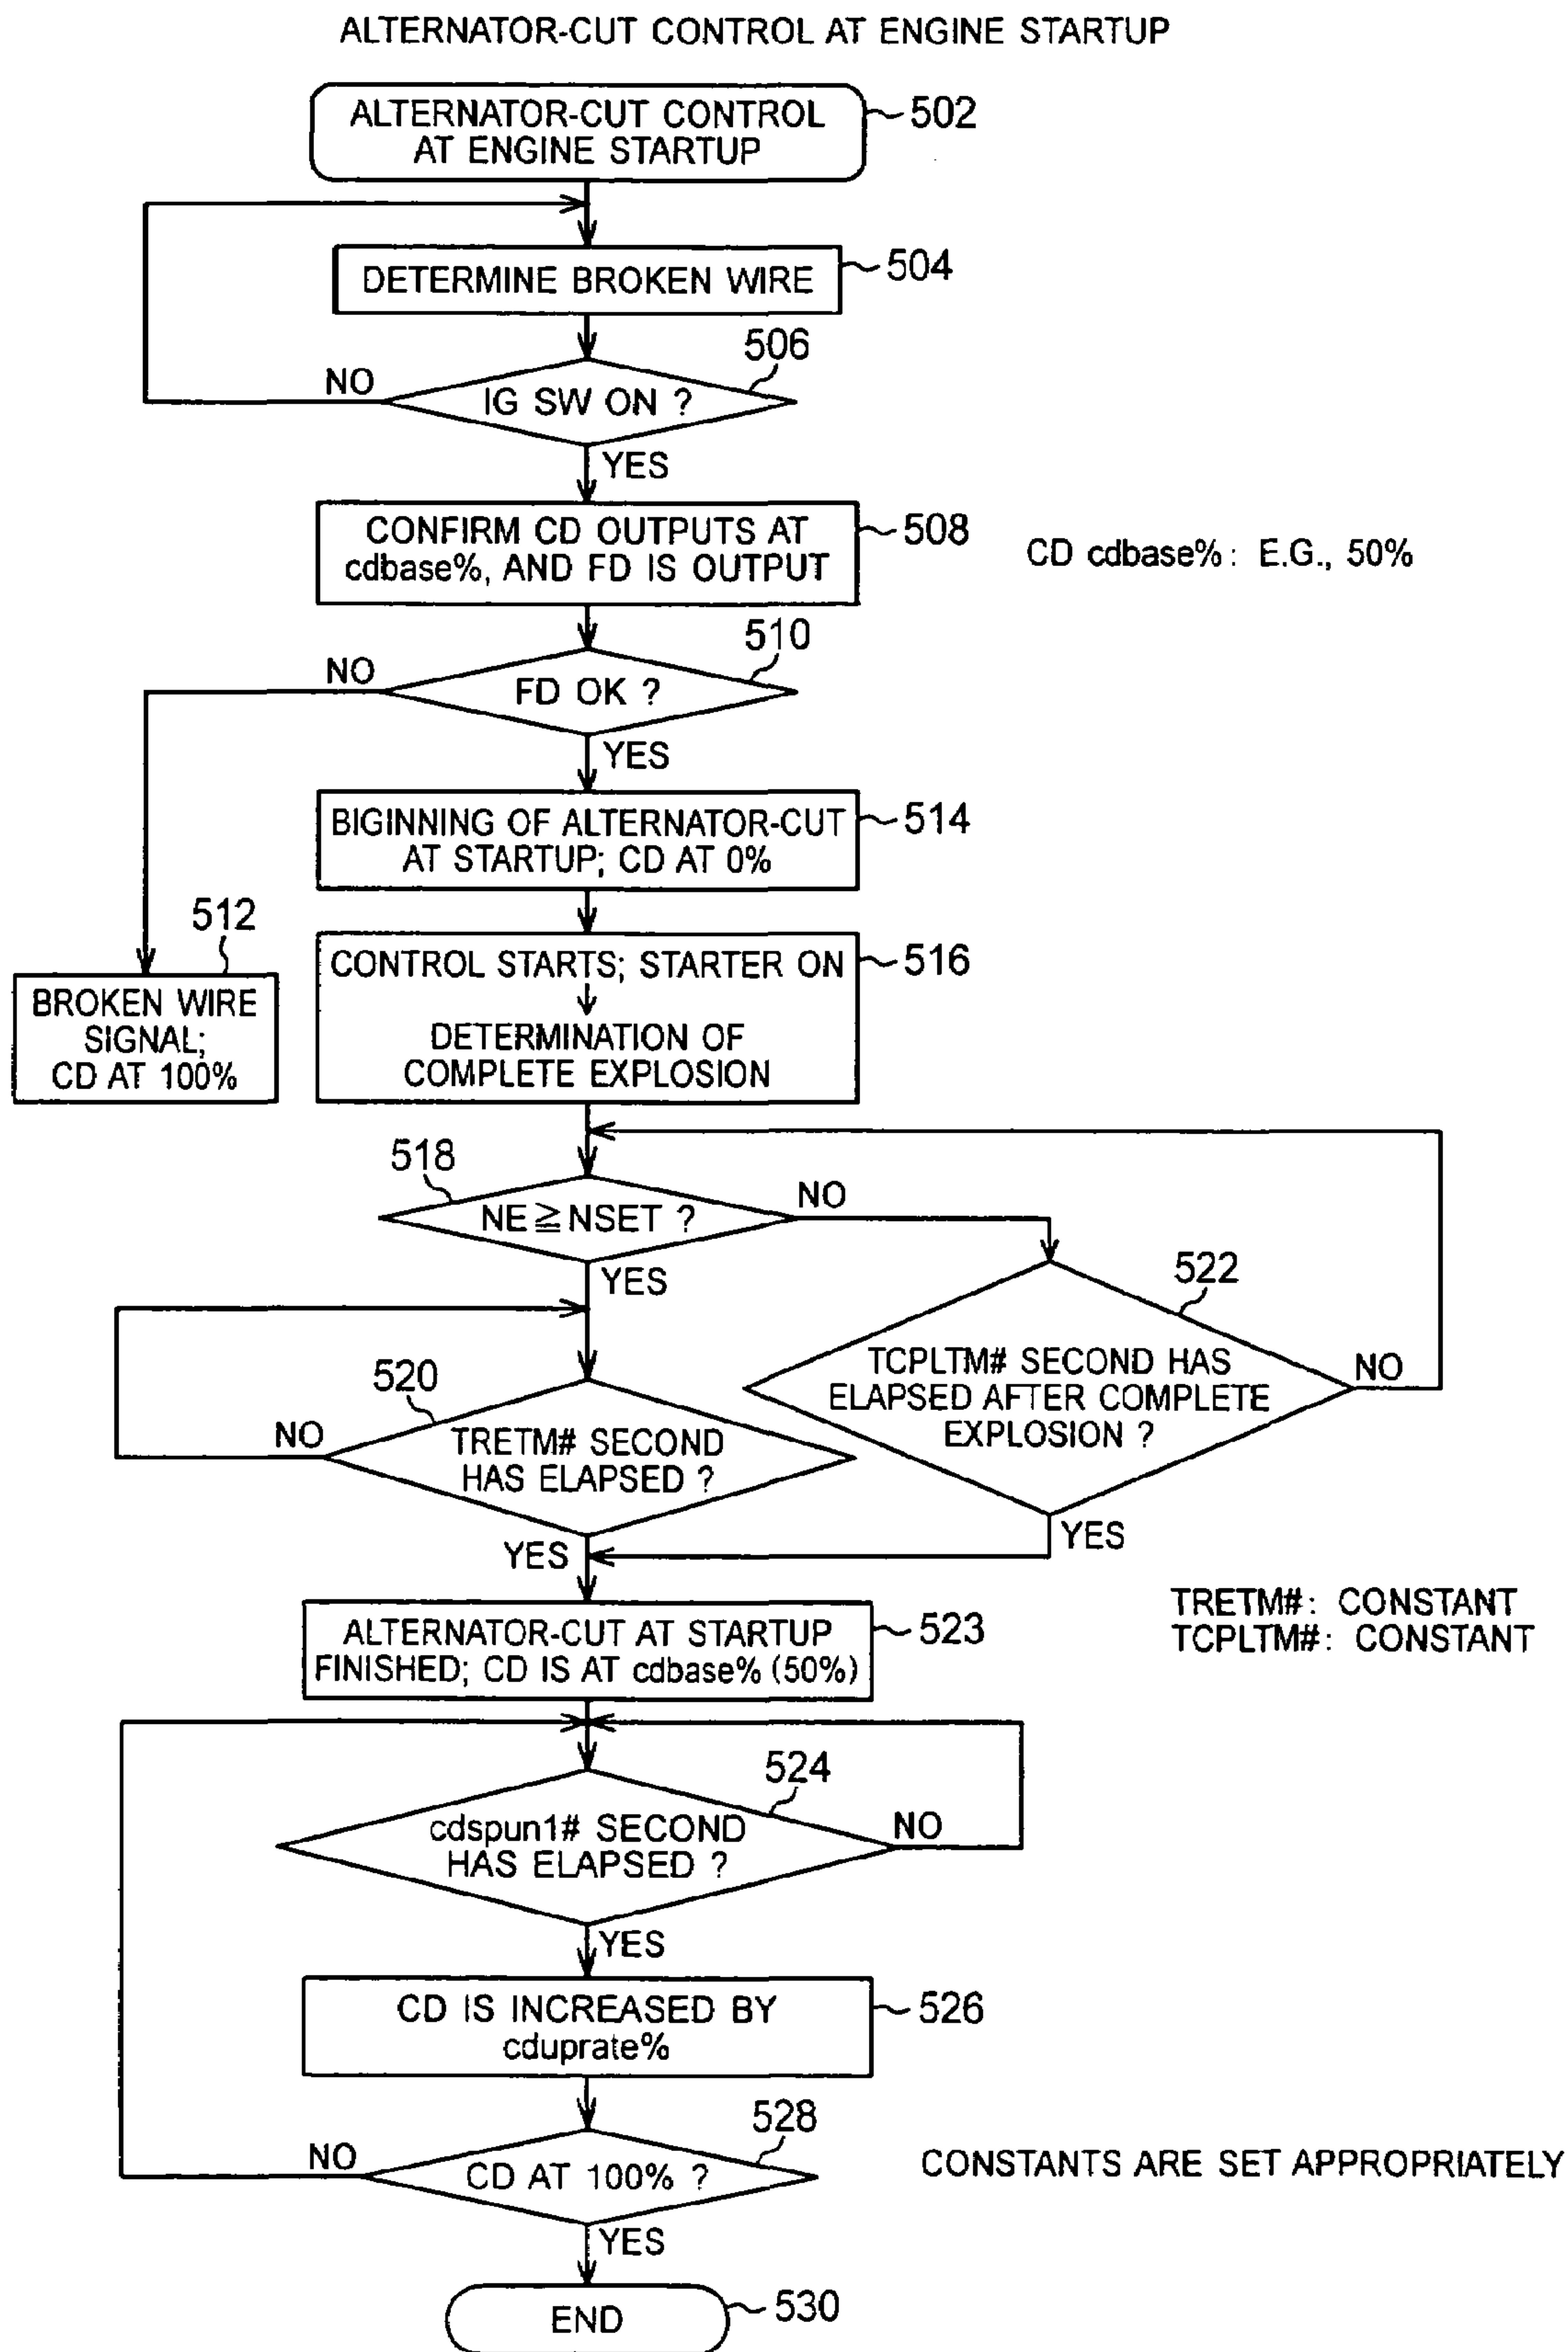 ALTERNATOR-CUT CONTROL AT ENGINE STARTUP
ALTERNATOR-CUT CONTROL
AT ENGINE STARTUP
502
DETERMINE BROKEN WIRE
504
506
NO
IG SW ON ?
YES
CONFIRM CD OUTPUTS AT
cdbase%, AND FD IS OUTPUT
508
CD cdbase%: E.G., 50%
510
NO
FD OK ?
YES
BIGINNING OF ALTERNATOR-CUT
AT STARTUP; CD AT 0%
514
512
BROKEN WIRE
SIGNAL;
CD AT 100%
CONTROL STARTS; STARTER ON
516
DETERMINATION OF
COMPLETE EXPLOSION
518
NE≧NSET ?
NO
YES
522
TCPLTM# SECOND HAS
ELAPSED AFTER COMPLETE
EXPLOSION ?
NO
YES
520
NO
TRETM# SECOND
HAS ELAPSED ?
YES
TRETM#: CONSTANT
TCPLTM#: CONSTANT
ALTERNATOR-CUT AT STARTUP
FINISHED; CD IS AT cdbase% (50%)
523
524
cdspun1# SECOND
HAS ELAPSED ?
NO
YES
CD IS INCREASED BY
cduprate%
526
528
NO
CD AT 100% ?
CONSTANTS ARE SET APPROPRIATELY
YES
END
530